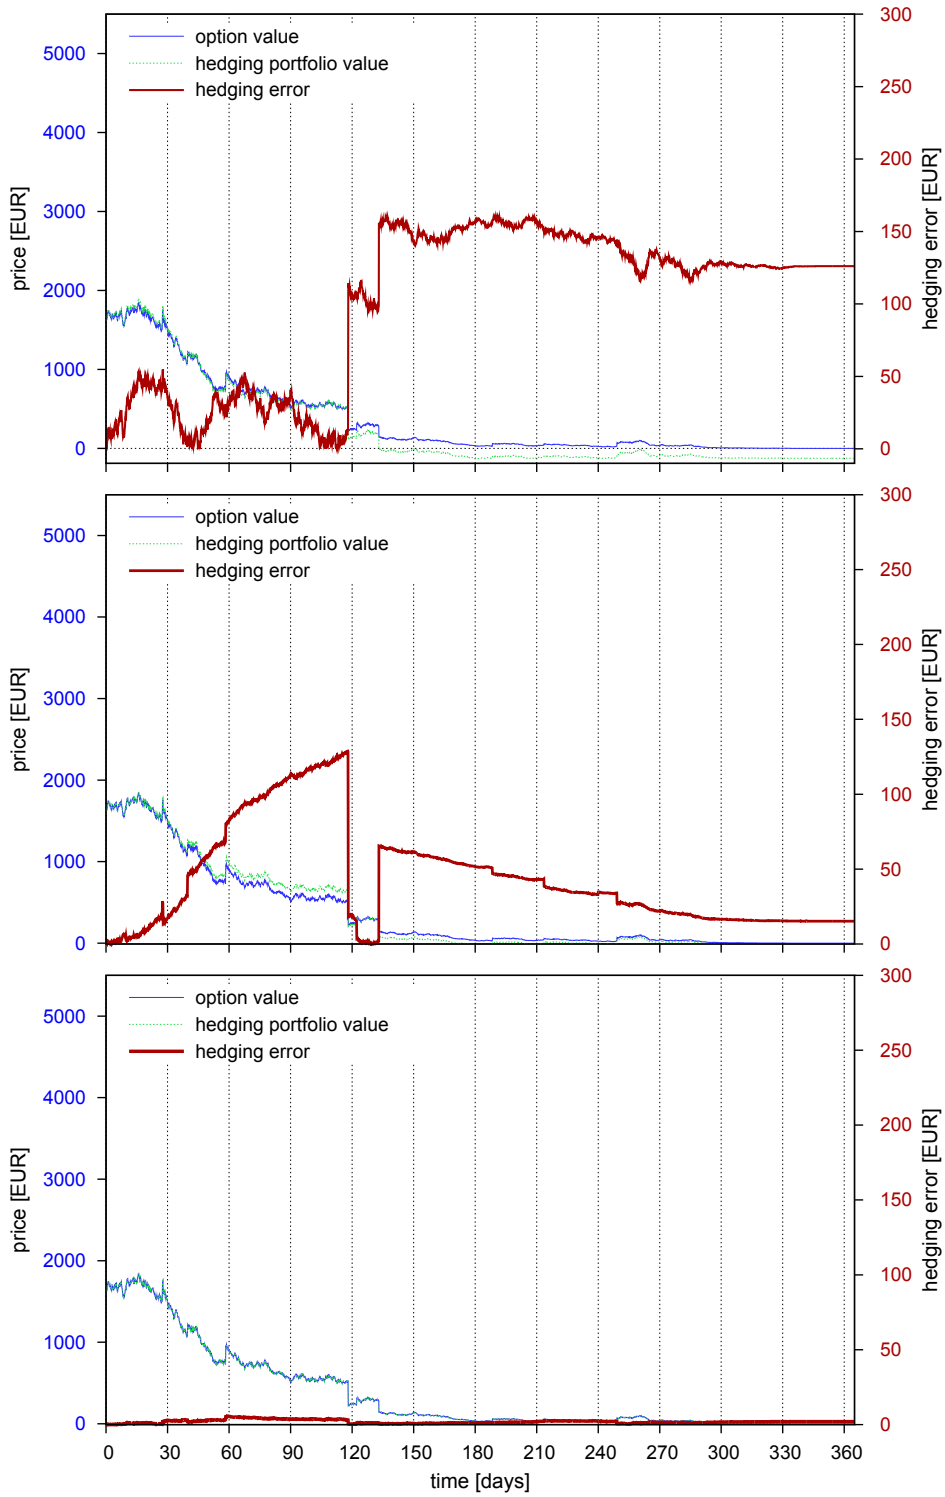 option value
hedging portfolio value
hedging error
price [EUR]
5000
4000
3000
2000
1000
0
hedging error [EUR]
300
250
200
150
100
50
0
option value
hedging portfolio value
hedging error
price [EUR]
5000
4000
3000
2000
1000
0
hedging error [EUR]
300
250
200
150
100
50
0
option value
hedging portfolio value
hedging error
price [EUR]
5000
4000
3000
2000
1000
0
hedging error [EUR]
300
250
200
150
100
50
0
0 30 60 90 120 150 180 210 240 270 300 330 360
time [days]